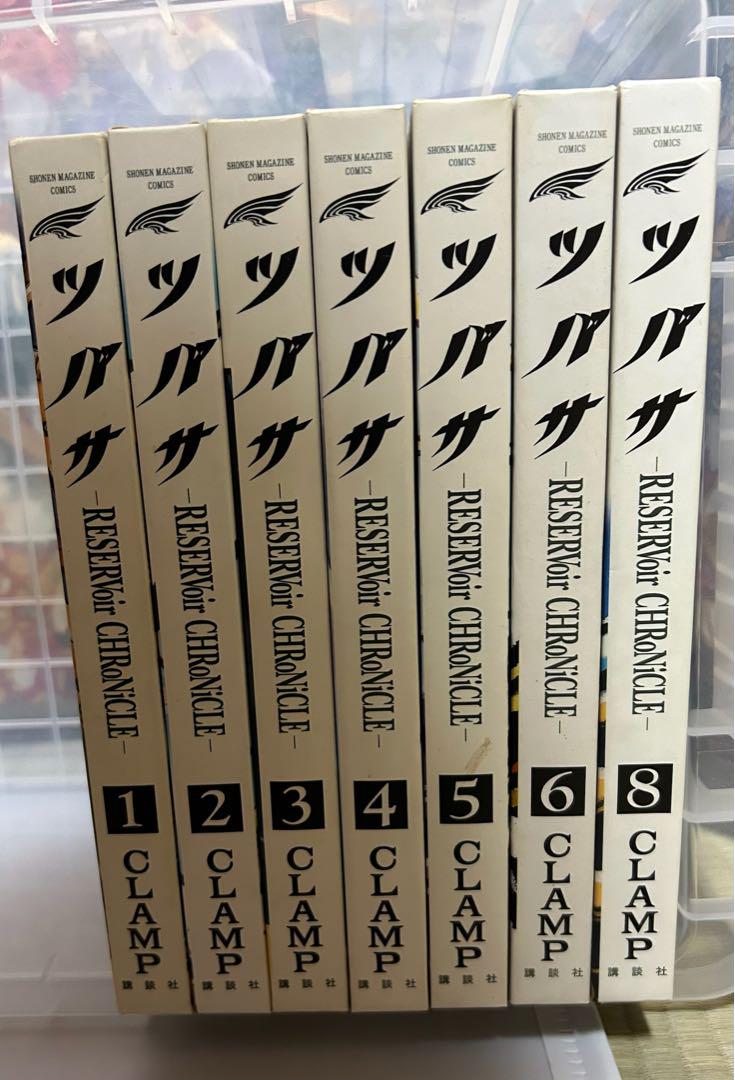 SHONEN MAGAZINE
COMICS
ツバサ
—RESERVoir CHRoNiCLE—
1
CLAMP
講談社
SHONEN MAGAZINE
COMICS
ツバサ
—RESERVoir CHRoNiCLE—
2
CLAMP
講談社
SHONEN MAGAZINE
COMICS
ツバサ
—RESERVoir CHRoNiCLE—
3
CLAMP
講談社
SHONEN MAGAZINE
COMICS
ツバサ
—RESERVoir CHRoNiCLE—
4
CLAMP
講談社
SHONEN MAGAZINE
COMICS
ツバサ
—RESERVoir CHRoNiCLE—
5
CLAMP
講談社
SHONEN MAGAZINE
COMICS
ツバサ
—RESERVoir CHRoNiCLE—
6
CLAMP
講談社
SHONEN MAGAZINE
COMICS
ツバサ
—RESERVoir CHRoNiCLE—
8
CLAMP
講談社